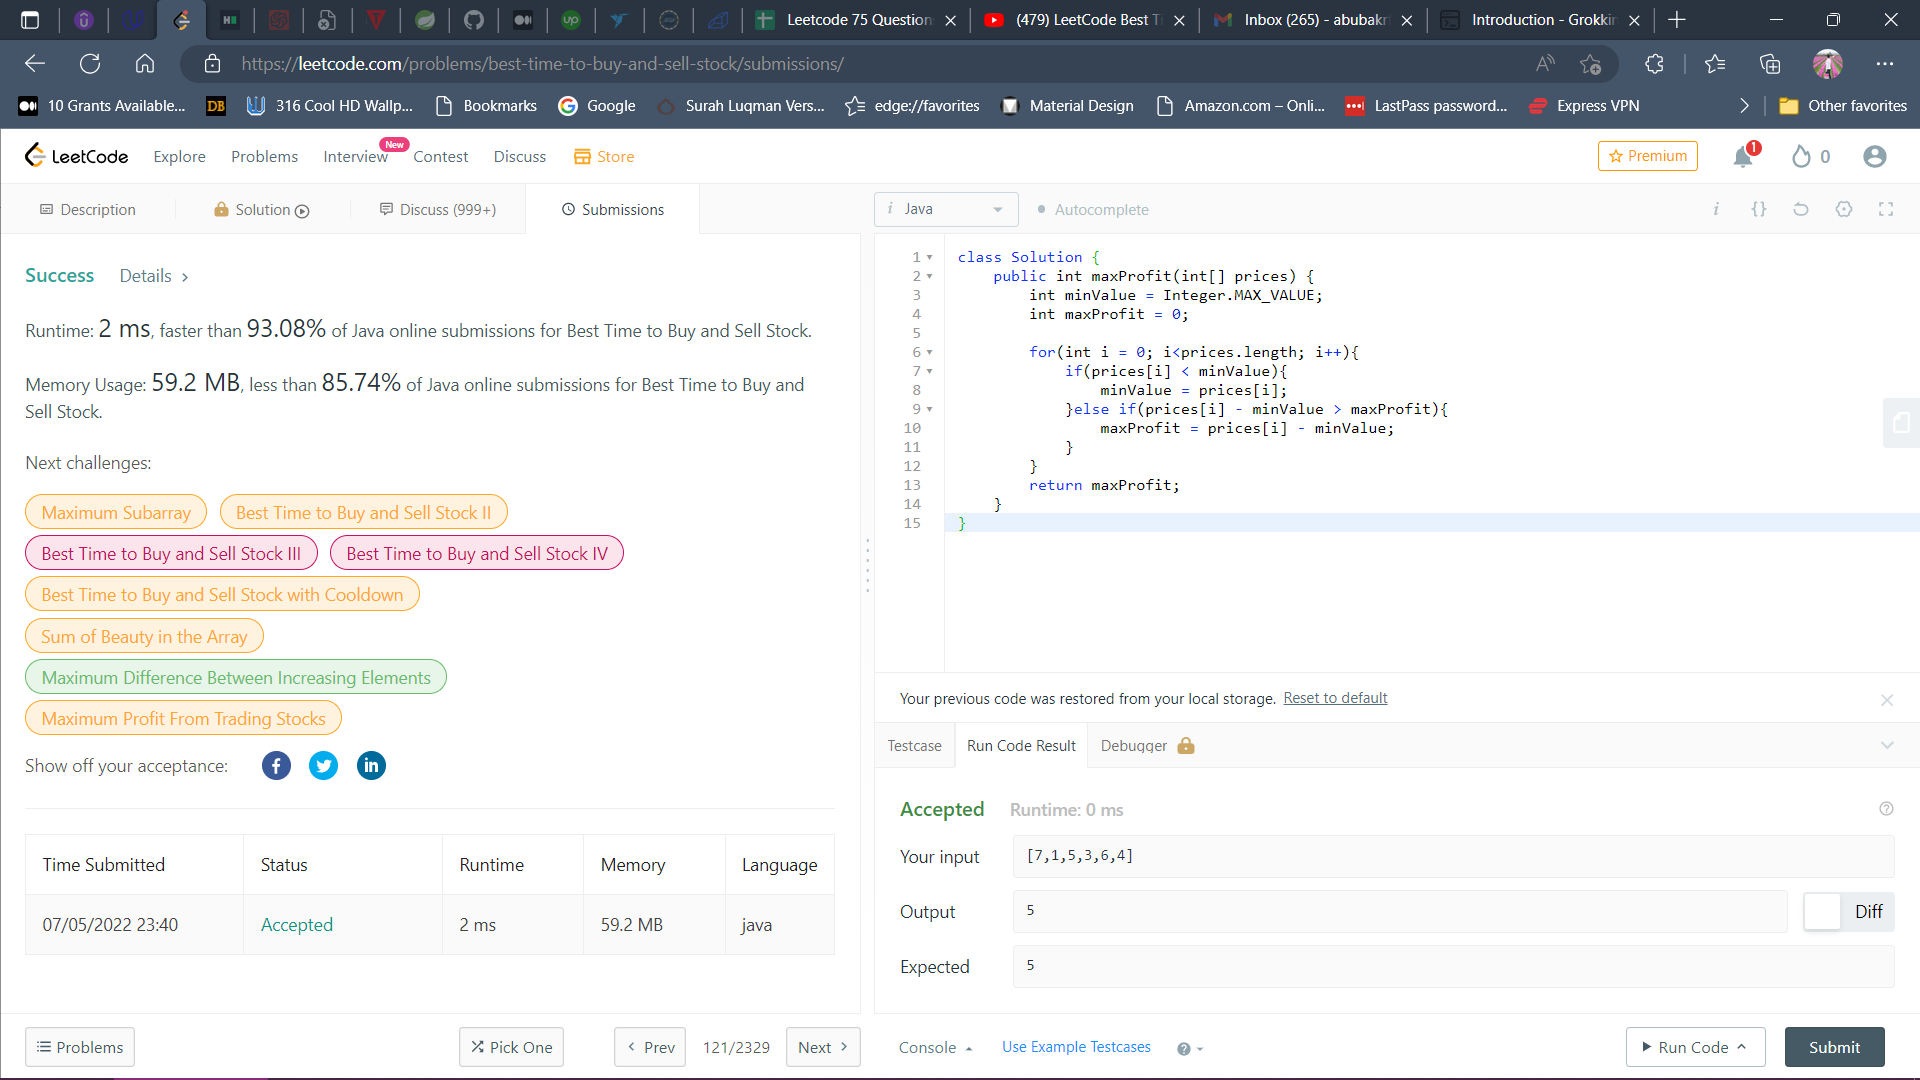 Leetcode 75 Question
(479) LeetCode Best Ti
Inbox (265) - abubakr
Introduction - Grokkin
https://leetcode.com/problems/best-time-to-buy-and-sell-stock/submissions/
10 Grants Available...
DB
316 Cool HD Wallp...
Bookmarks
Google
Surah Luqman Vers...
edge://favorites
Material Design
Amazon.com – Onli...
LastPass password...
Express VPN
Other favorites
LeetCode
Explore
Problems
Interview
New
Contest
Discuss
Store
Premium
1
0
Description
Solution
Discuss (999+)
Submissions
i Java
Autocomplete
Success
Details >
Runtime: 2 ms, faster than 93.08% of Java online submissions for Best Time to Buy and Sell Stock.
Memory Usage: 59.2 MB, less than 85.74% of Java online submissions for Best Time to Buy and
Sell Stock.
Next challenges:
Maximum Subarray
Best Time to Buy and Sell Stock II
Best Time to Buy and Sell Stock III
Best Time to Buy and Sell Stock IV
Best Time to Buy and Sell Stock with Cooldown
Sum of Beauty in the Array
Maximum Difference Between Increasing Elements
Maximum Profit From Trading Stocks
Show off your acceptance:
Time Submitted Status Runtime Memory Language
07/05/2022 23:40 Accepted 2 ms 59.2 MB java
Problems
Pick One
Prev
121/2329
Next
1 class Solution {
2     public int maxProfit(int[] prices) {
3         int minValue = Integer.MAX_VALUE;
4         int maxProfit = 0;
5
6         for(int i = 0; i<prices.length; i++){
7             if(prices[i] < minValue){
8                 minValue = prices[i];
9             }else if(prices[i] - minValue > maxProfit){
10                 maxProfit = prices[i] - minValue;
11             }
12         }
13         return maxProfit;
14     }
15 }
Your previous code was restored from your local storage. Reset to default
Testcase
Run Code Result
Debugger
Accepted Runtime: 0 ms
Your input [7,1,5,3,6,4]
Output 5
Diff
Expected 5
Console
Use Example Testcases
Run Code
Submit